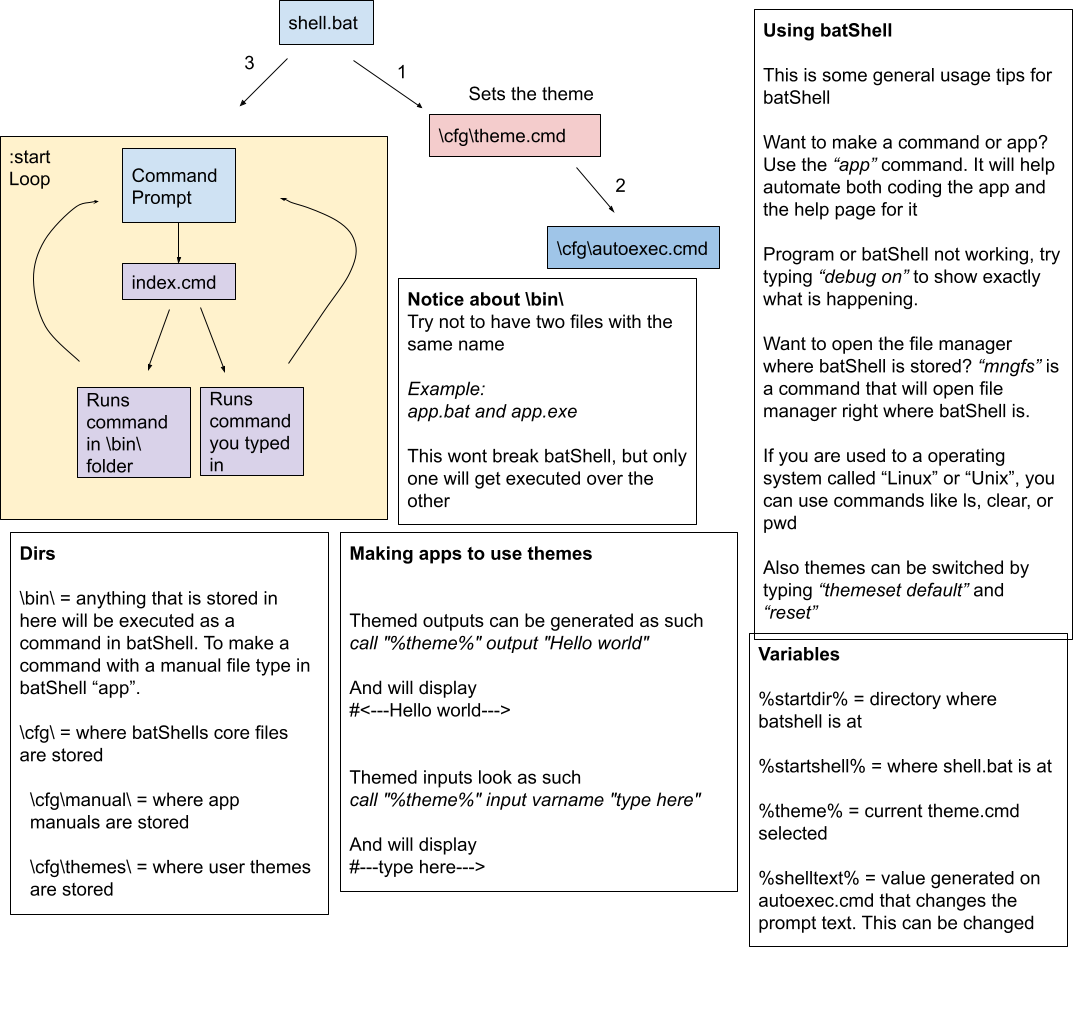 shell.bat
3
1
Sets the theme
\cfg\theme.cmd
2
\cfg\autoexec.cmd
:start
Loop
Command
Prompt
index.cmd
Runs
command
in \bin\
folder
Runs
command
you typed
in
Notice about \bin\
Try not to have two files with the
same name
Example:
app.bat and app.exe
This wont break batShell, but only
one will get executed over the
other
Using batShell
This is some general usage tips for
batShell
Want to make a command or app?
Use the “app” command. It will help
automate both coding the app and
the help page for it
Program or batShell not working, try
typing “debug on” to show exactly
what is happening.
Want to open the file manager
where batShell is stored? “mngfs” is
a command that will open file
manager right where batShell is.
If you are used to a operating
system called “Linux” or “Unix”, you
can use commands like ls, clear, or
pwd
Also themes can be switched by
typing “themeset default” and
“reset”
Dirs
\bin\ = anything that is stored in
here will be executed as a
command in batShell. To make a
command with a manual file type in
batShell “app”.
\cfg\ = where batShells core files
are stored
\cfg\manual\ = where app
manuals are stored
\cfg\themes\ = where user themes
are stored
Making apps to use themes
Themed outputs can be generated as such
call "%theme%" output "Hello world"
And will display
#<---Hello world--->
Themed inputs look as such
call "%theme%" input varname "type here"
And will display
#---type here--->
Variables
%startdir% = directory where
batshell is at
%startshell% = where shell.bat is at
%theme% = current theme.cmd
selected
%shelltext% = value generated on
autoexec.cmd that changes the
prompt text. This can be changed